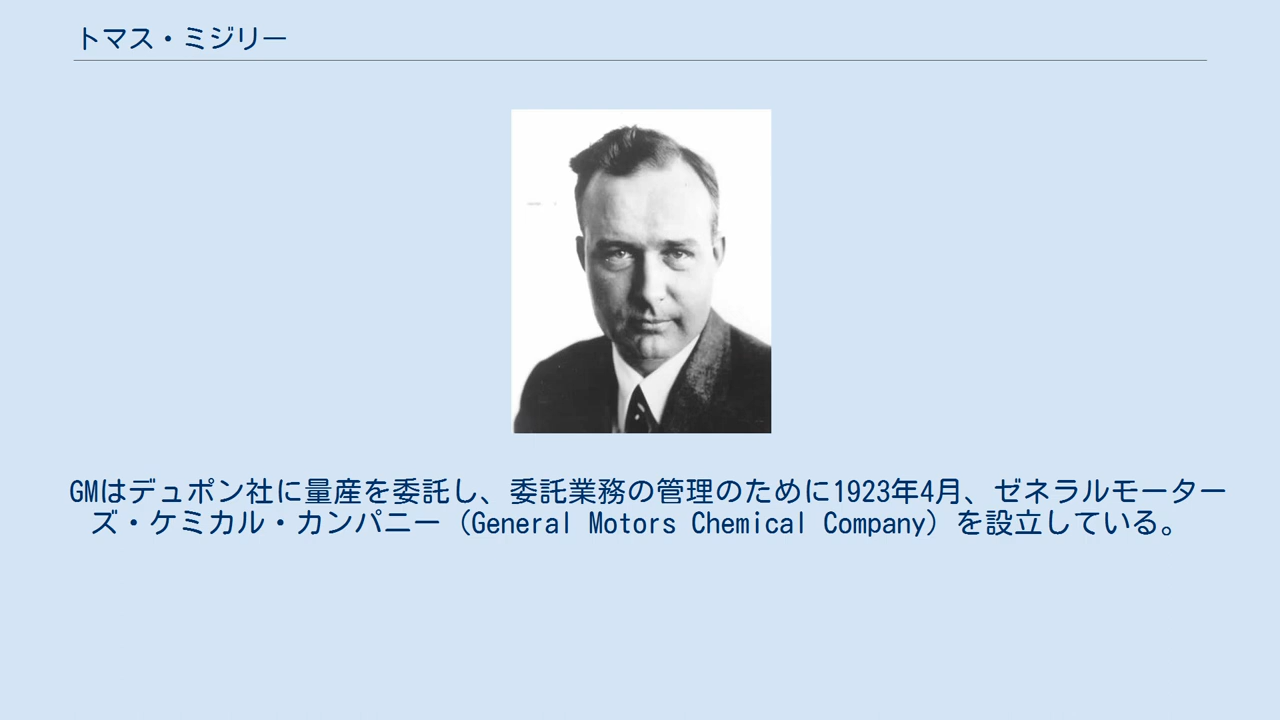 トマス・ミジリー
GMはデュポン社に量産を委託し、委託業務の管理のために1923年4月、ゼネラルモーター
ズ・ケミカル・カンパニー（General Motors Chemical Company）を設立している。